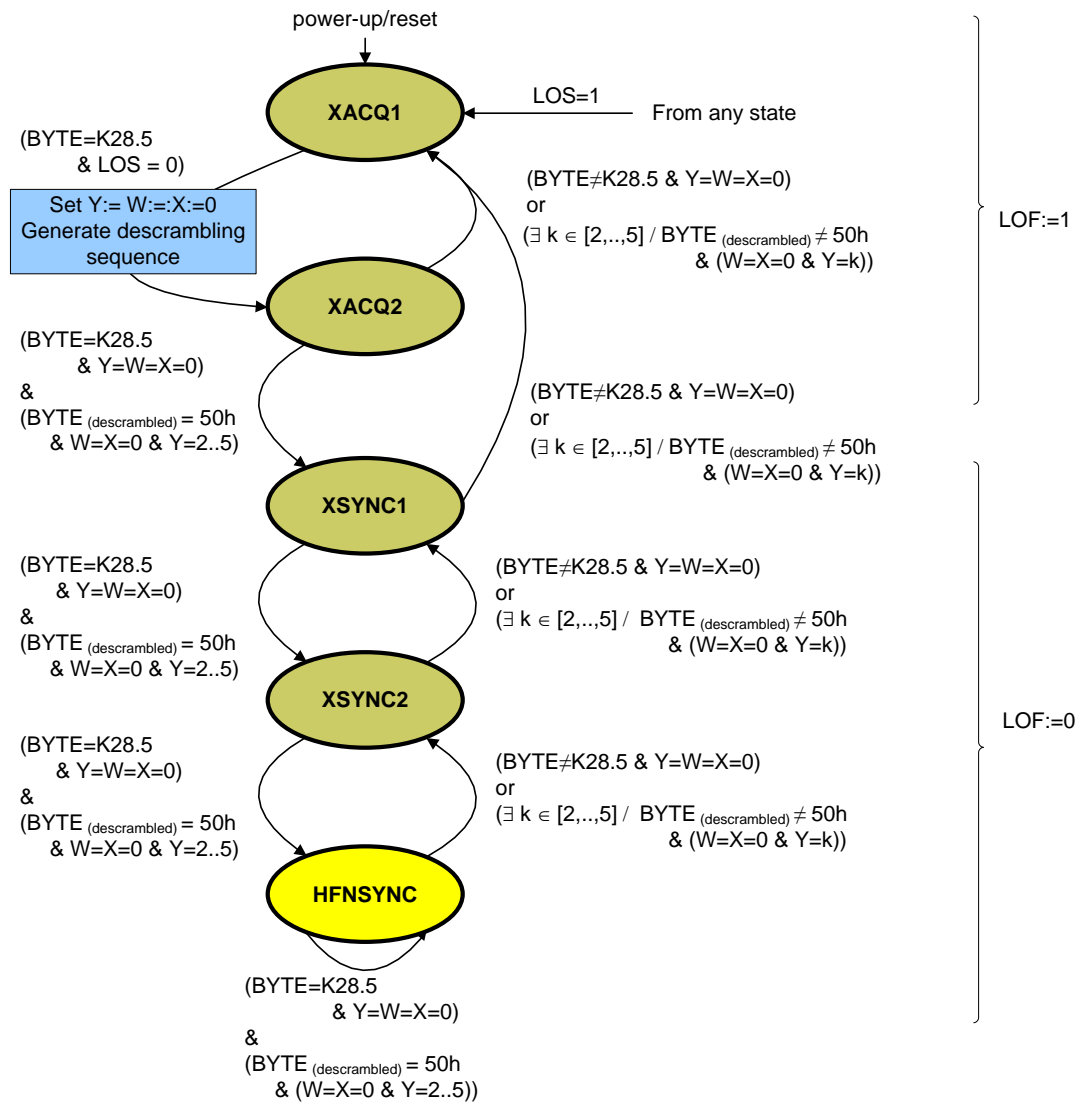 power-up/reset
XACQ1
LOS=1
From any state
(BYTE=K28.5
& LOS = 0)
Set Y:= W:=:X:=0
Generate descrambling
sequence
(BYTE≠K28.5 & Y=W=X=0)
or
(∃ k ∈ [2,..,5] / BYTE (descrambled) ≠ 50h
& (W=X=0 & Y=k))
LOF:=1
XACQ2
(BYTE=K28.5
& Y=W=X=0)
&
(BYTE (descrambled) = 50h
& W=X=0 & Y=2..5)
(BYTE≠K28.5 & Y=W=X=0)
or
(∃ k ∈ [2,..,5] / BYTE (descrambled) ≠ 50h
& (W=X=0 & Y=k))
XSYNC1
(BYTE=K28.5
& Y=W=X=0)
&
(BYTE (descrambled) = 50h
& W=X=0 & Y=2..5)
(BYTE≠K28.5 & Y=W=X=0)
or
(∃ k ∈ [2,..,5] / BYTE (descrambled) ≠ 50h
& (W=X=0 & Y=k))
XSYNC2
LOF:=0
(BYTE=K28.5
& Y=W=X=0)
&
(BYTE (descrambled) = 50h
& W=X=0 & Y=2..5)
(BYTE≠K28.5 & Y=W=X=0)
or
(∃ k ∈ [2,..,5] / BYTE (descrambled) ≠ 50h
& (W=X=0 & Y=k))
HFNSYNC
(BYTE=K28.5
& Y=W=X=0)
&
(BYTE (descrambled) = 50h
& (W=X=0 & Y=2..5))